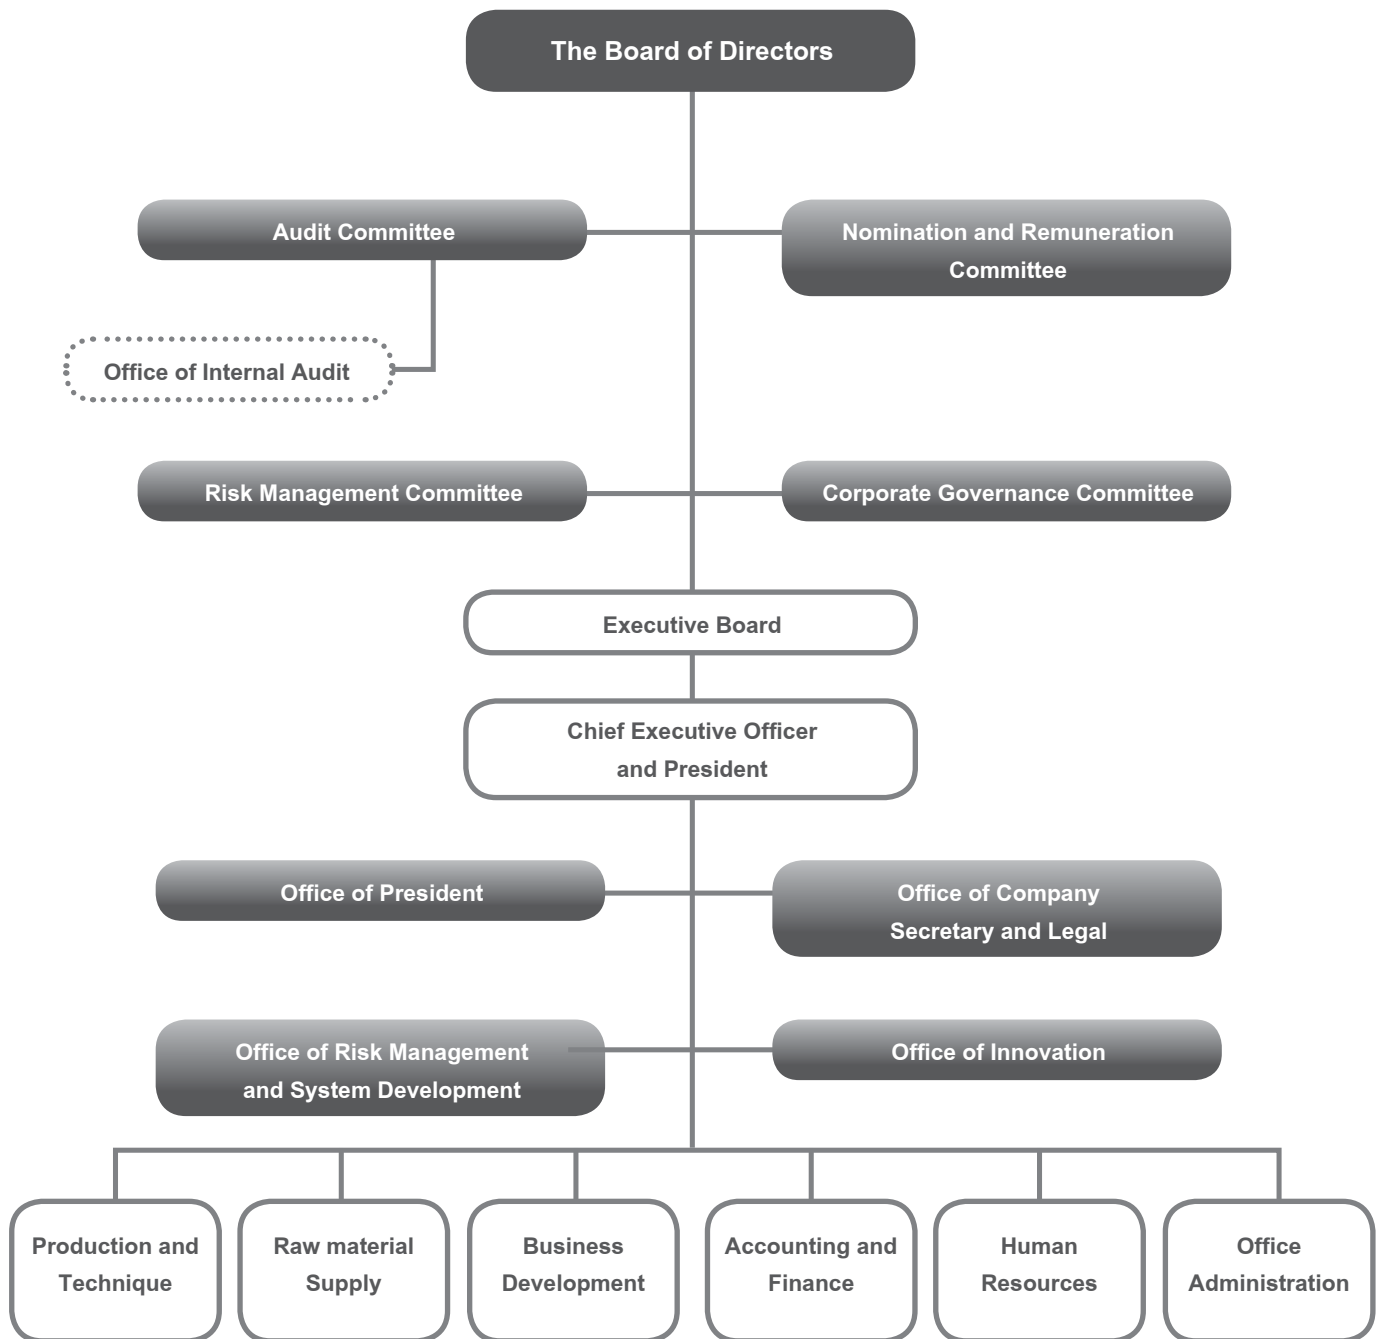 The Board of Directors
Audit Committee
Nomination and Remuneration
Committee
Office of Internal Audit
Risk Management Committee
Corporate Governance Committee
Executive Board
Chief Executive Officer
and President
Office of President
Office of Company
Secretary and Legal
Office of Risk Management
and System Development
Office of Innovation
Production and
Technique
Raw material
Supply
Business
Development
Accounting and
Finance
Human
Resources
Office
Administration